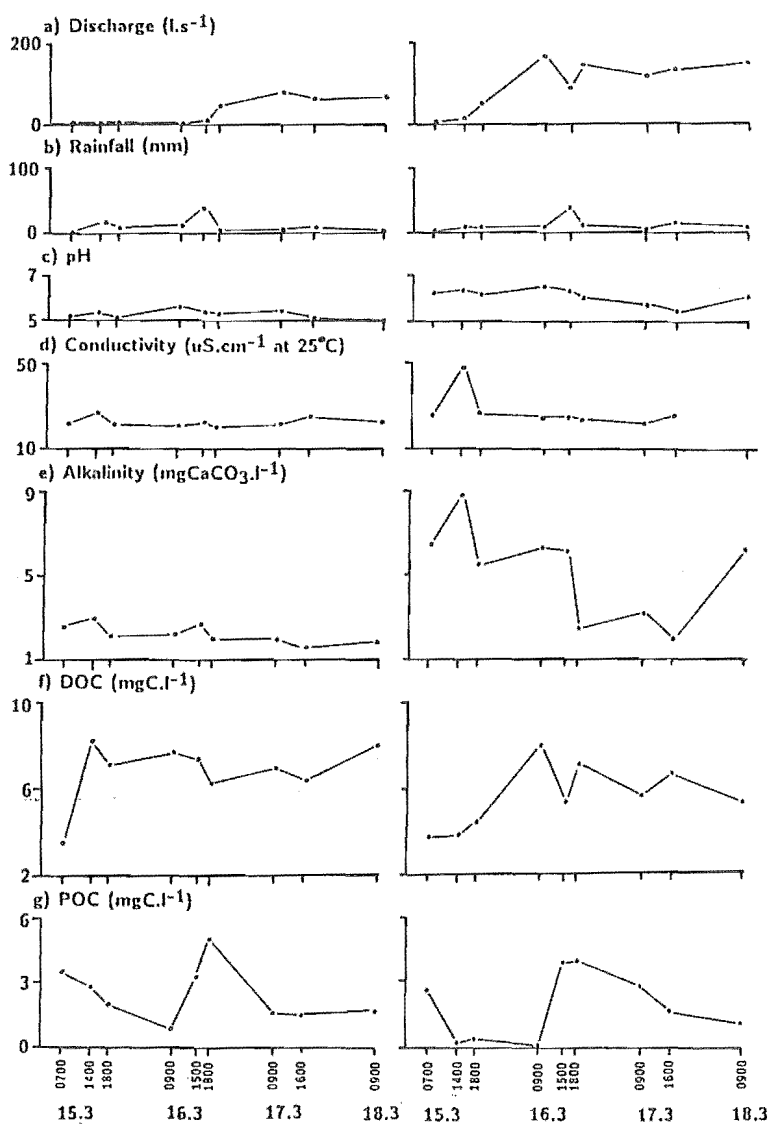 a) Discharge (l.s⁻¹)
200
0
b) Rainfall (mm)
100
0
c) pH
7
5
d) Conductivity (uS.cm⁻¹ at 25°C)
50
10
e) Alkalinity (mgCaCO₃.l⁻¹)
9
5
1
f) DOC (mgC.l⁻¹)
10
6
2
g) POC (mgC.l⁻¹)
6
3
0
0700 1400 1800 0900 1500 1800 0900 1600 0900 0700 1400 1800 0900 1500 1800 0900 1600 0900
15.3 16.3 17.3 18.3 15.3 16.3 17.3 18.3